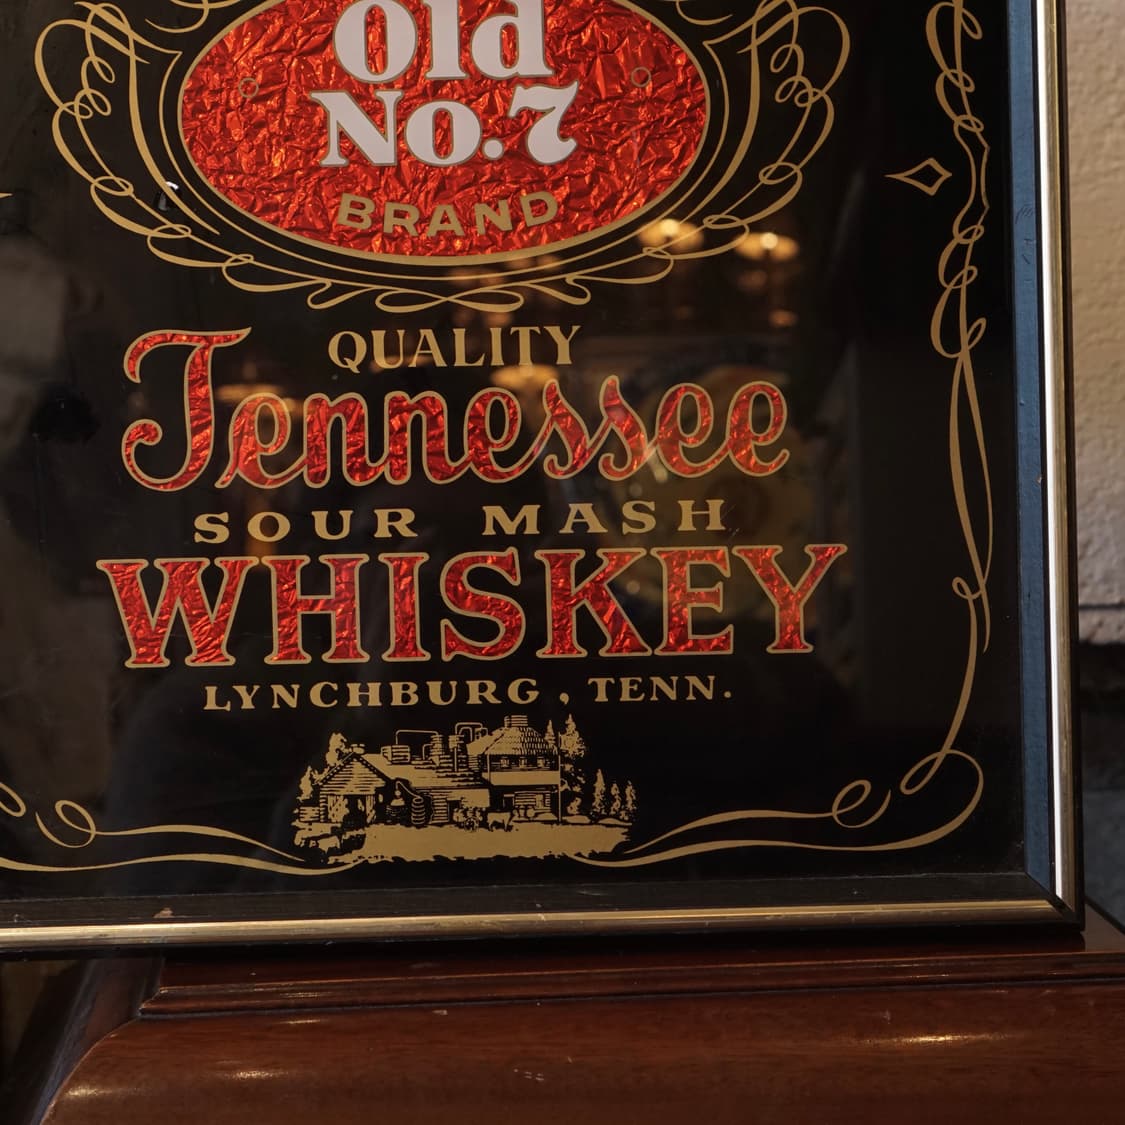 Old
No.7
BRAND
QUALITY
Tennessee
SOUR MASH
WHISKEY
LYNCHBURG , TENN.